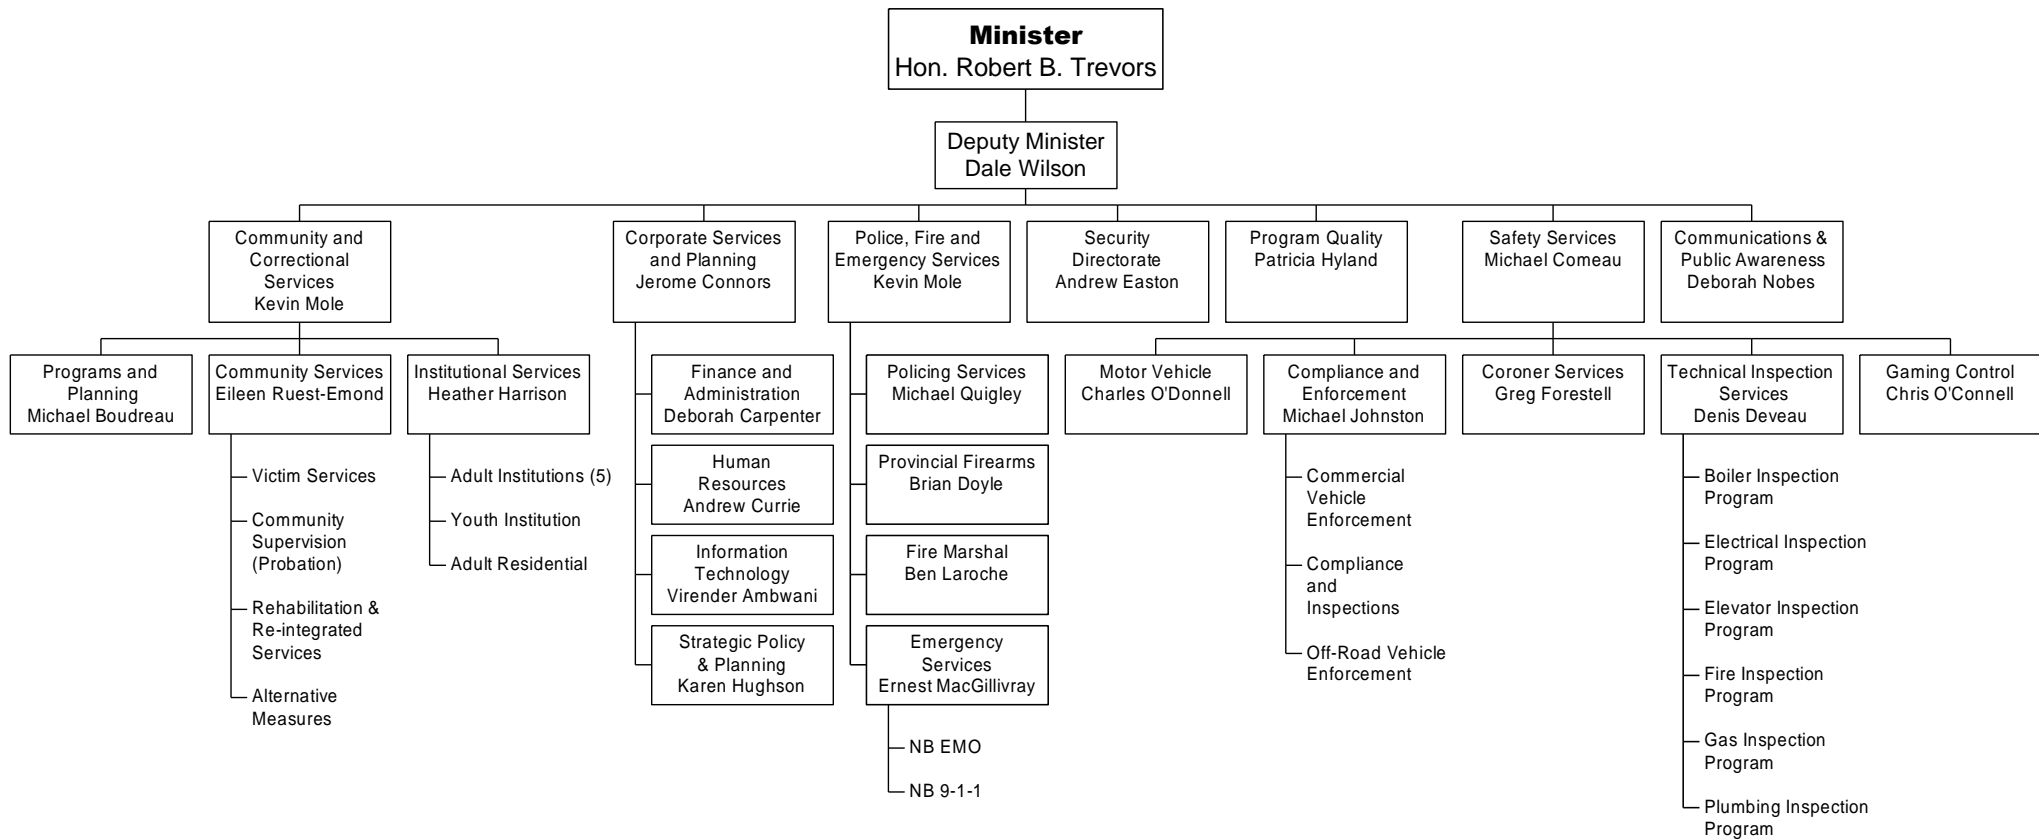 Minister
Hon. Robert B. Trevors
Deputy Minister
Dale Wilson
Community and
Correctional
Services
Kevin Mole
Corporate Services
and Planning
Jerome Connors
Police, Fire and
Emergency Services
Kevin Mole
Security
Directorate
Andrew Easton
Program Quality
Patricia Hyland
Safety Services
Michael Comeau
Communications &
Public Awareness
Deborah Nobes
Programs and
Planning
Michael Boudreau
Community Services
Eileen Ruest-Emond
Institutional Services
Heather Harrison
Victim Services
Community
Supervision
(Probation)
Rehabilitation &
Re-integrated
Services
Alternative
Measures
Adult Institutions (5)
Youth Institution
Adult Residential
Finance and
Administration
Deborah Carpenter
Human
Resources
Andrew Currie
Information
Technology
Virender Ambwani
Strategic Policy
& Planning
Karen Hughson
Policing Services
Michael Quigley
Provincial Firearms
Brian Doyle
Fire Marshal
Ben Laroche
Emergency
Services
Ernest MacGillivray
NB EMO
NB 9-1-1
Motor Vehicle
Charles O'Donnell
Compliance and
Enforcement
Michael Johnston
Coroner Services
Greg Forestell
Technical Inspection
Services
Denis Deveau
Gaming Control
Chris O'Connell
Commercial
Vehicle
Enforcement
Compliance
and
Inspections
Off-Road Vehicle
Enforcement
Boiler Inspection
Program
Electrical Inspection
Program
Elevator Inspection
Program
Fire Inspection
Program
Gas Inspection
Program
Plumbing Inspection
Program